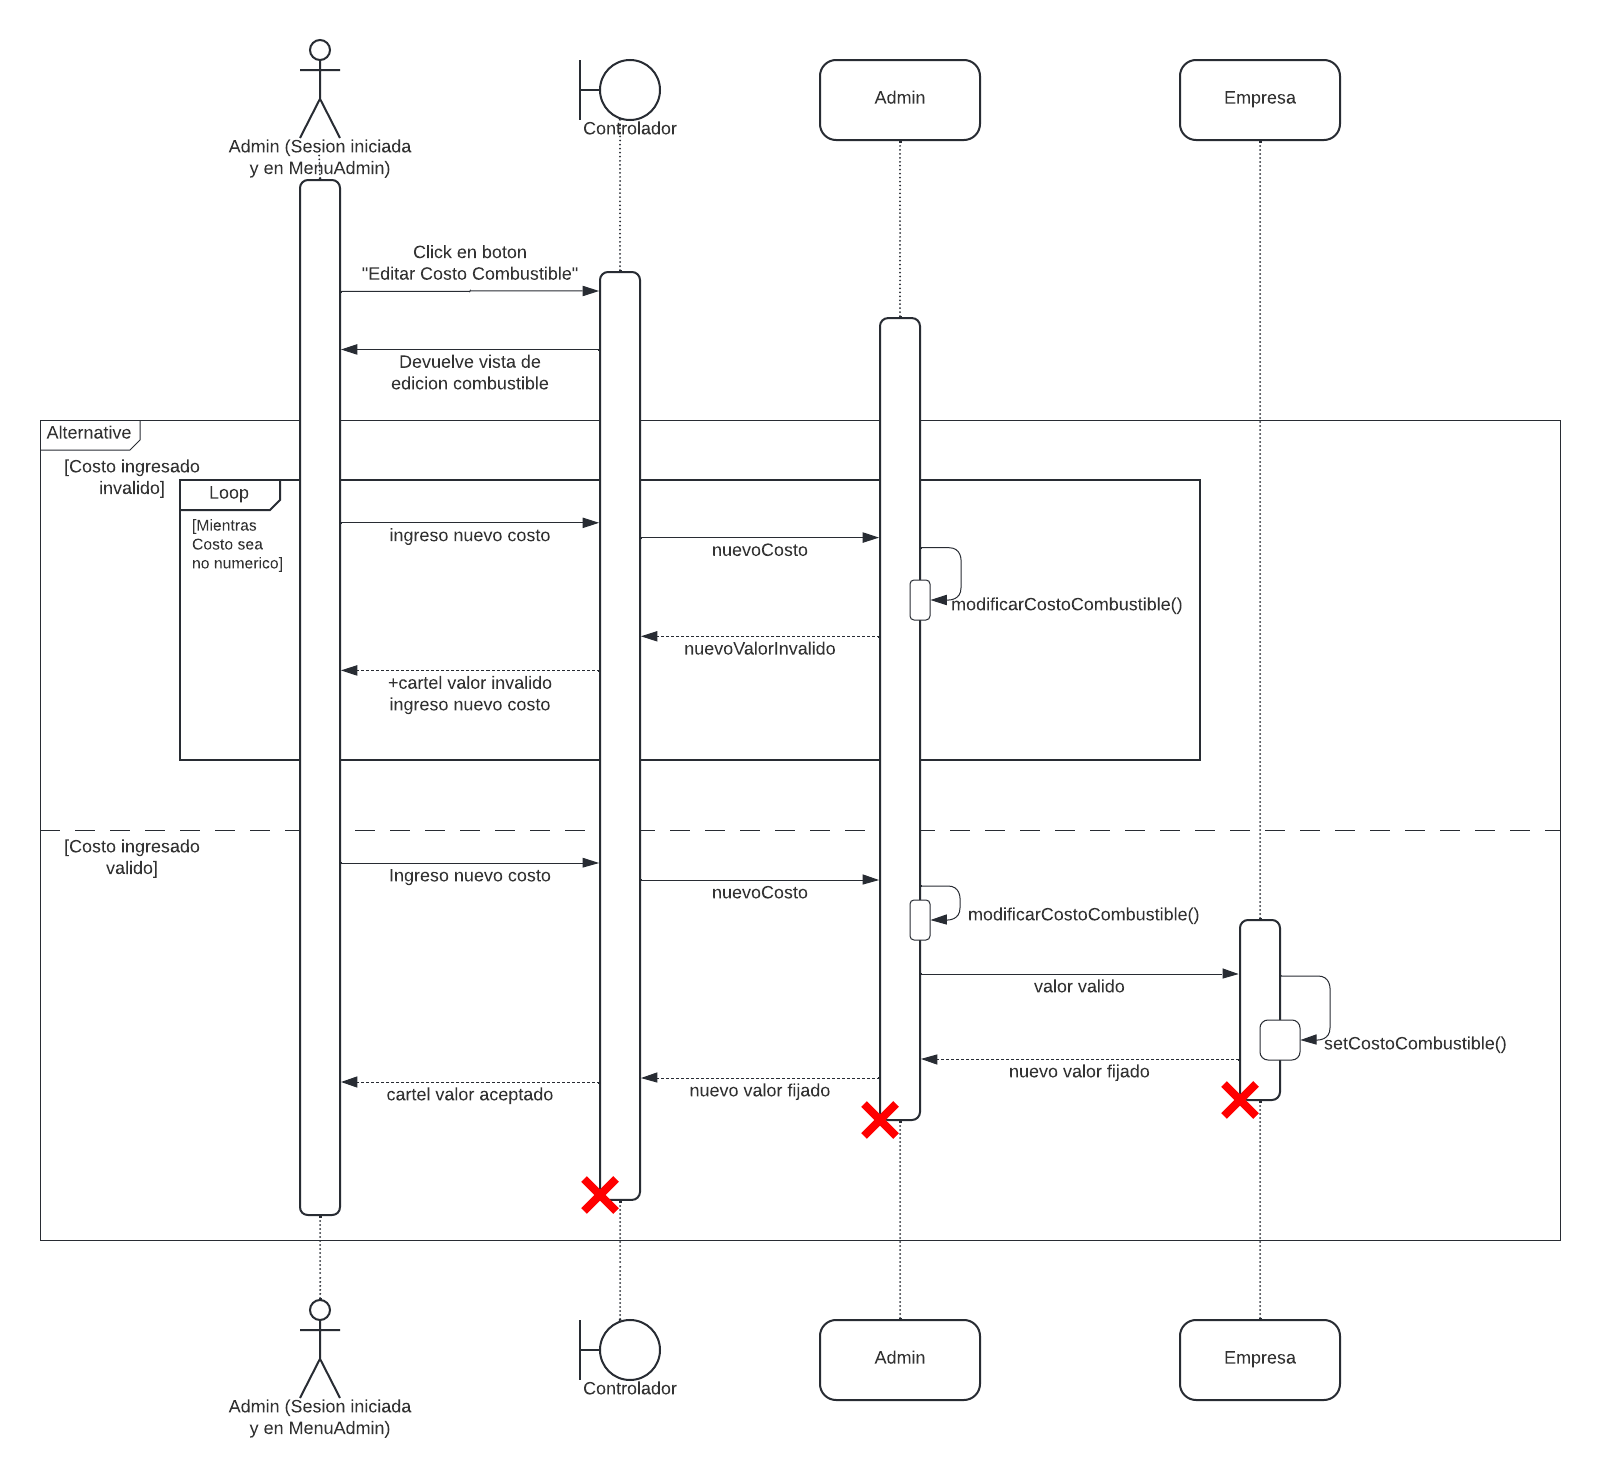 Admin (Sesion iniciada
y en MenuAdmin)
Controlador
Admin
Empresa
Click en boton
"Editar Costo Combustible"
Devuelve vista de
edicion combustible
Alternative
[Costo ingresado
invalido]
Loop
[Mientras
Costo sea
no numerico]
ingreso nuevo costo
nuevoCosto
modificarCostoCombustible()
nuevoValorInvalido
+cartel valor invalido
ingreso nuevo costo
[Costo ingresado
valido]
Ingreso nuevo costo
nuevoCosto
modificarCostoCombustible()
valor valido
setCostoCombustible()
nuevo valor fijado
nuevo valor fijado
cartel valor aceptado
Admin (Sesion iniciada
y en MenuAdmin)
Controlador
Admin
Empresa